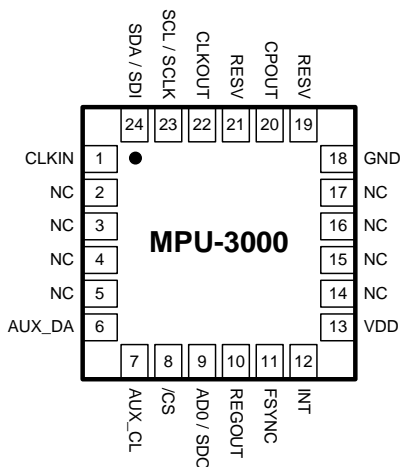 SDA / SDI
SCL / SCLK
CLKOUT
RESV
CPOUT
RESV
24 23 22 21 20 19
CLKIN 1
18 GND
NC 2
17 NC
NC 3
16 NC
MPU-3000
NC 4
15 NC
NC 5
14 NC
AUX_DA 6
13 VDD
7 8 9 10 11 12
AUX_CL
/CS
AD0 / SDO
REGOUT
FSYNC
INT